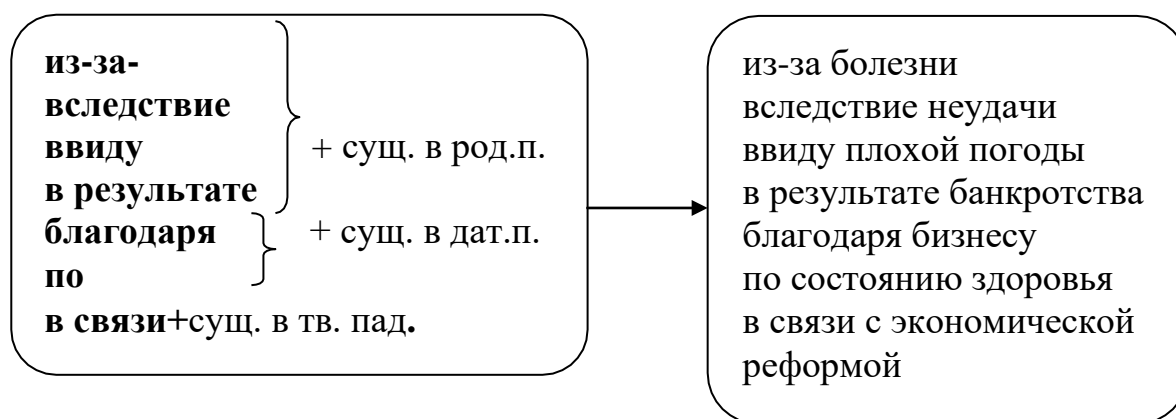 из-за-
вследствие
ввиду + сущ. в род.п.
в результате
благодаря + сущ. в дат.п.
по
в связи+сущ. в тв. пад.
из-за болезни
вследствие неудачи
ввиду плохой погоды
в результате банкротства
благодаря бизнесу
по состоянию здоровья
в связи с экономической
реформой